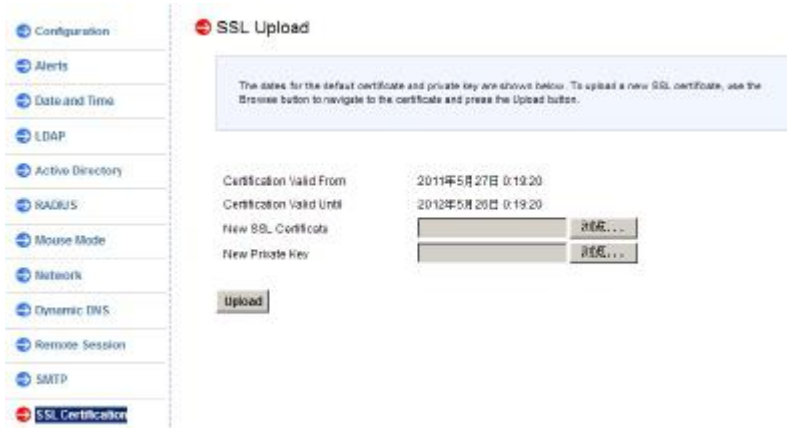 Configuration
Alerts
Date and Time
LDAP
Active Directory
RADIUS
Mouse Mode
Network
Dynamic DNS
Remote Session
SMTP
SSL Certification
SSL Upload
The dates for the default certificate and private key are shown below. To upload a new SSL certificate, use the
Browse button to navigate to the certificate and press the Upload button.
Certification Valid From 2011年5月27日 0:19:20
Certification Valid Until 2012年5月26日 0:19:20
New SSL Certificate 浏览...
New Private Key 浏览...
Upload